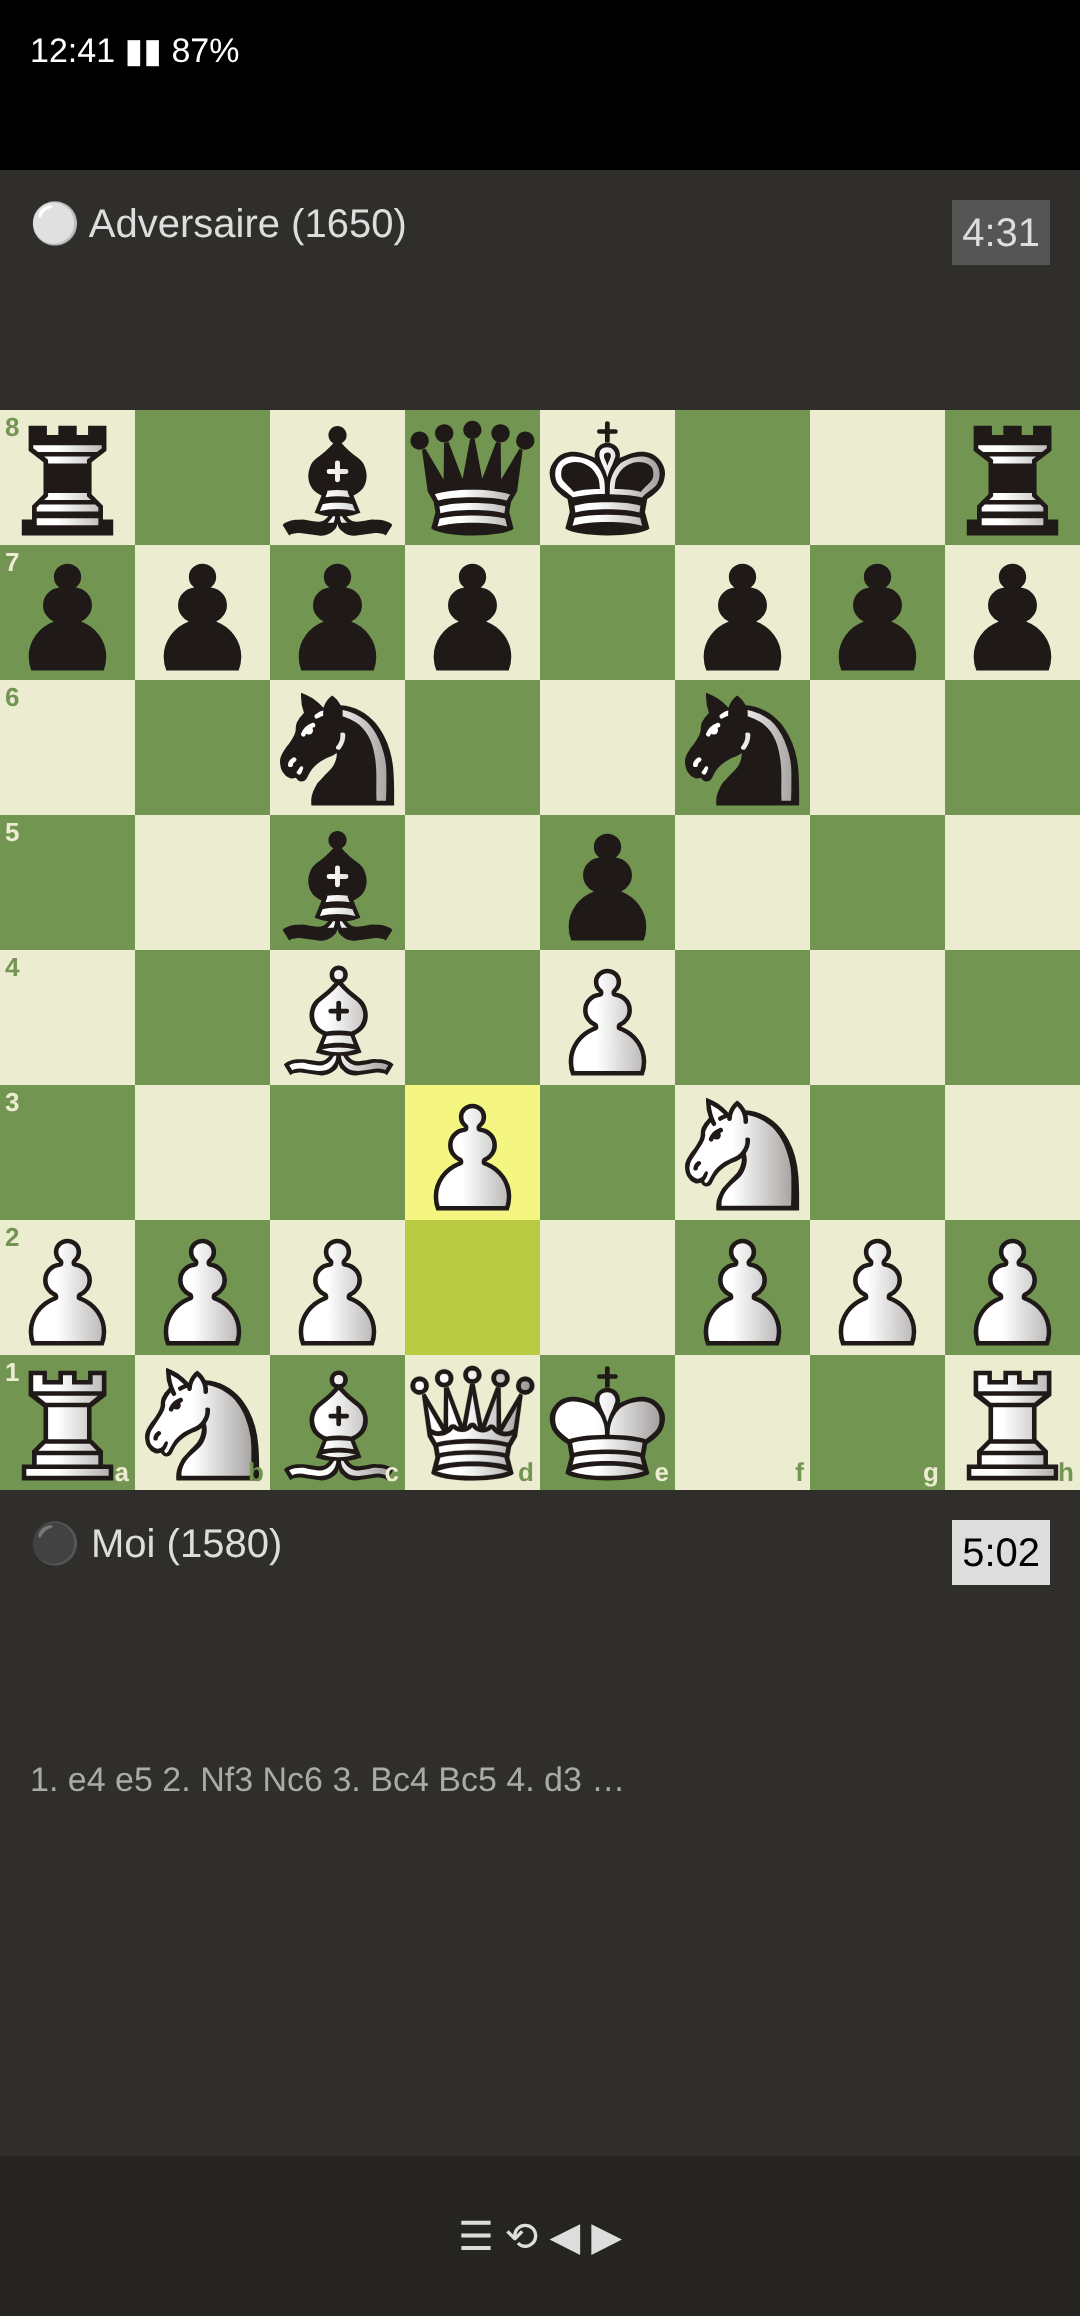 12:41 ▮▮ 87%
⚪ Adversaire (1650)
4:31
8
7
6
5
4
3
2
1
a b c d e f g h
⚫ Moi (1580)
5:02
1. e4 e5 2. Nf3 Nc6 3. Bc4 Bc5 4. d3 …
☰ ⟲ ◀ ▶